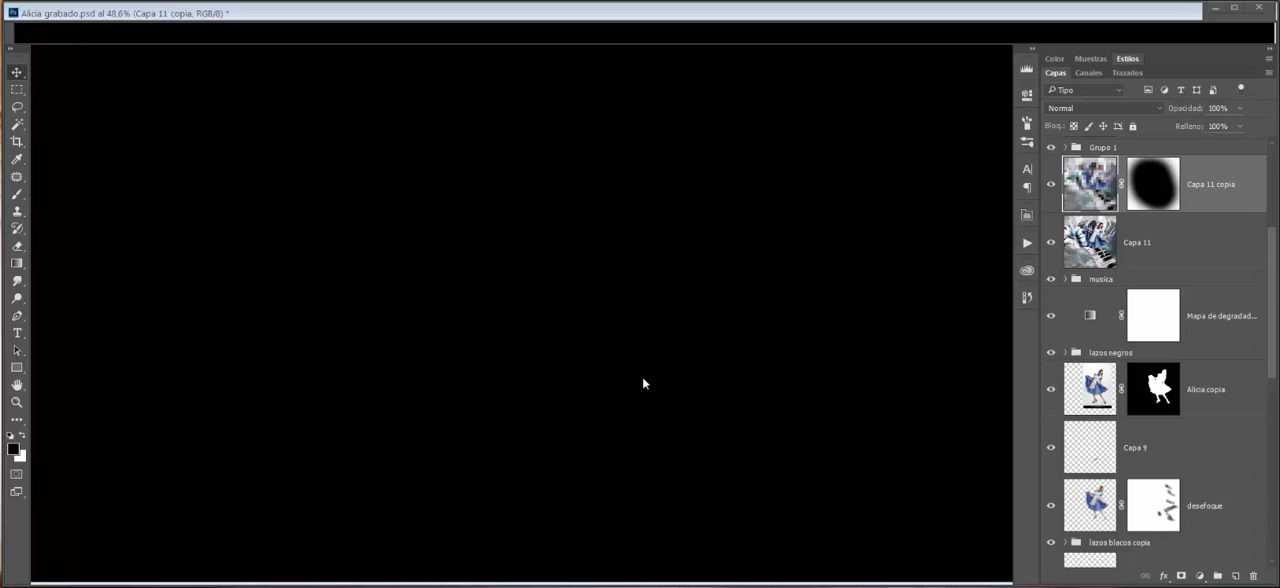 Alicia grabado.psd al 48,6% (Capa 11 copia, RGB/8) *
Color Muestras Estilos
Capas Canales Trazados
Tipo
Normal Opacidad: 100%
Bloq.: Relleno: 100%
Grupo 1
Capa 11 copia
Capa 11
musica
Mapa de degradad...
lazos negros
Alicia copia
Capa 9
desefoque
lazos blacos copia